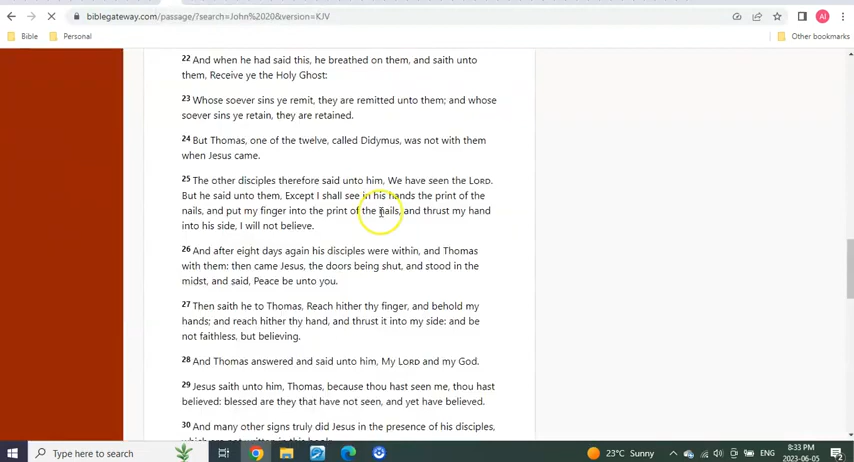 biblegateway.com/passage/?search=John%2020&version=KJV
AI
Bible
Personal
Other bookmarks
22 And when he had said this, he breathed on them, and saith unto
them, Receive ye the Holy Ghost:
23 Whose soever sins ye remit, they are remitted unto them; and whose
soever sins ye retain, they are retained.
24 But Thomas, one of the twelve, called Didymus, was not with them
when Jesus came.
25 The other disciples therefore said unto him, We have seen the LORD.
But he said unto them, Except I shall see in his hands the print of the
nails, and put my finger into the print of the nails, and thrust my hand
into his side, I will not believe.
26 And after eight days again his disciples were within, and Thomas
with them: then came Jesus, the doors being shut, and stood in the
midst, and said, Peace be unto you.
27 Then saith he to Thomas, Reach hither thy finger, and behold my
hands; and reach hither thy hand, and thrust it into my side: and be
not faithless, but believing.
28 And Thomas answered and said unto him, My LORD and my God.
29 Jesus saith unto him, Thomas, because thou hast seen me, thou hast
believed: blessed are they that have not seen, and yet have believed.
30 And many other signs truly did Jesus in the presence of his disciples,
which are not written in this book:
Type here to search
23°C Sunny
ENG
8:33 PM
2023-06-05
2